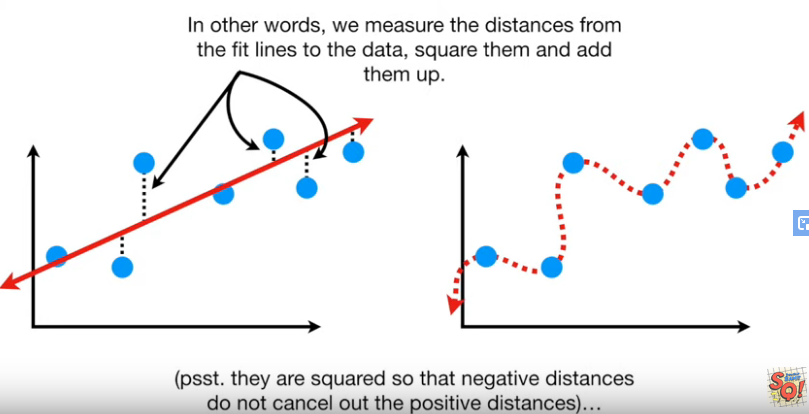 In other words, we measure the distances from
the fit lines to the data, square them and add
them up.
(psst. they are squared so that negative distances
do not cancel out the positive distances)…